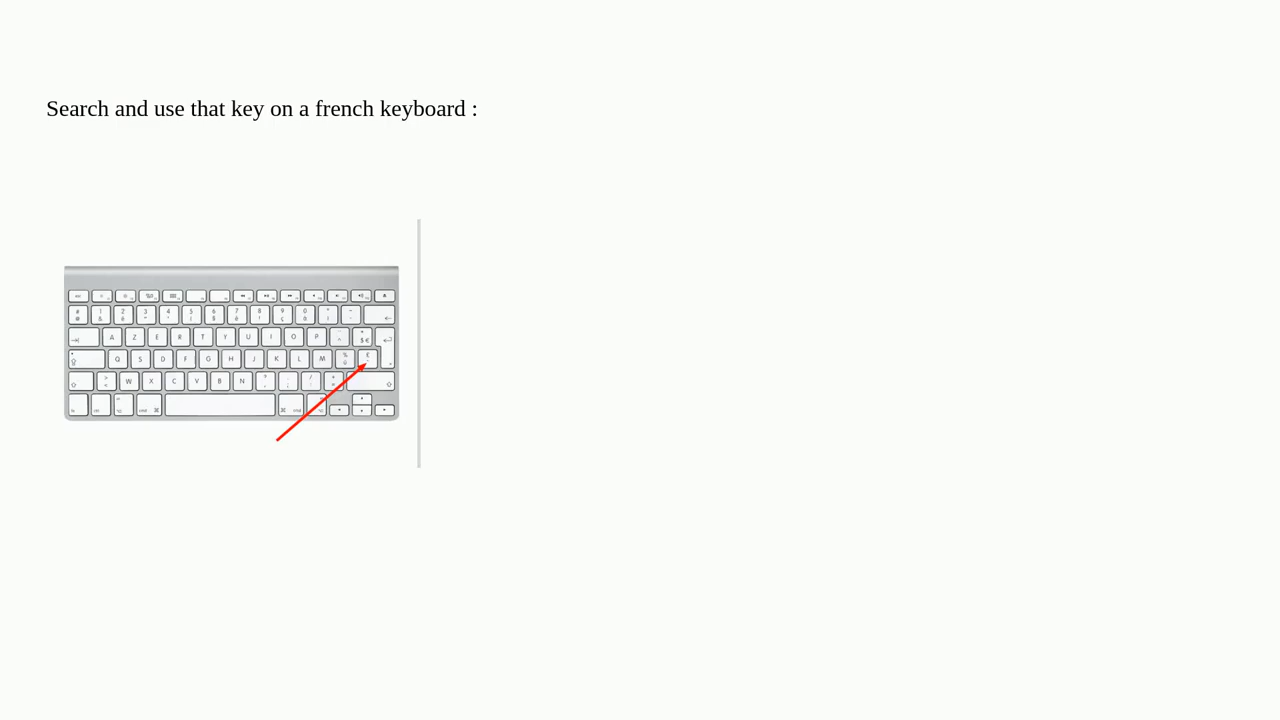 Search and use that key on a french keyboard :
A Z E R T Y U I O P
Q S D F G H J K L M
W X C V B N